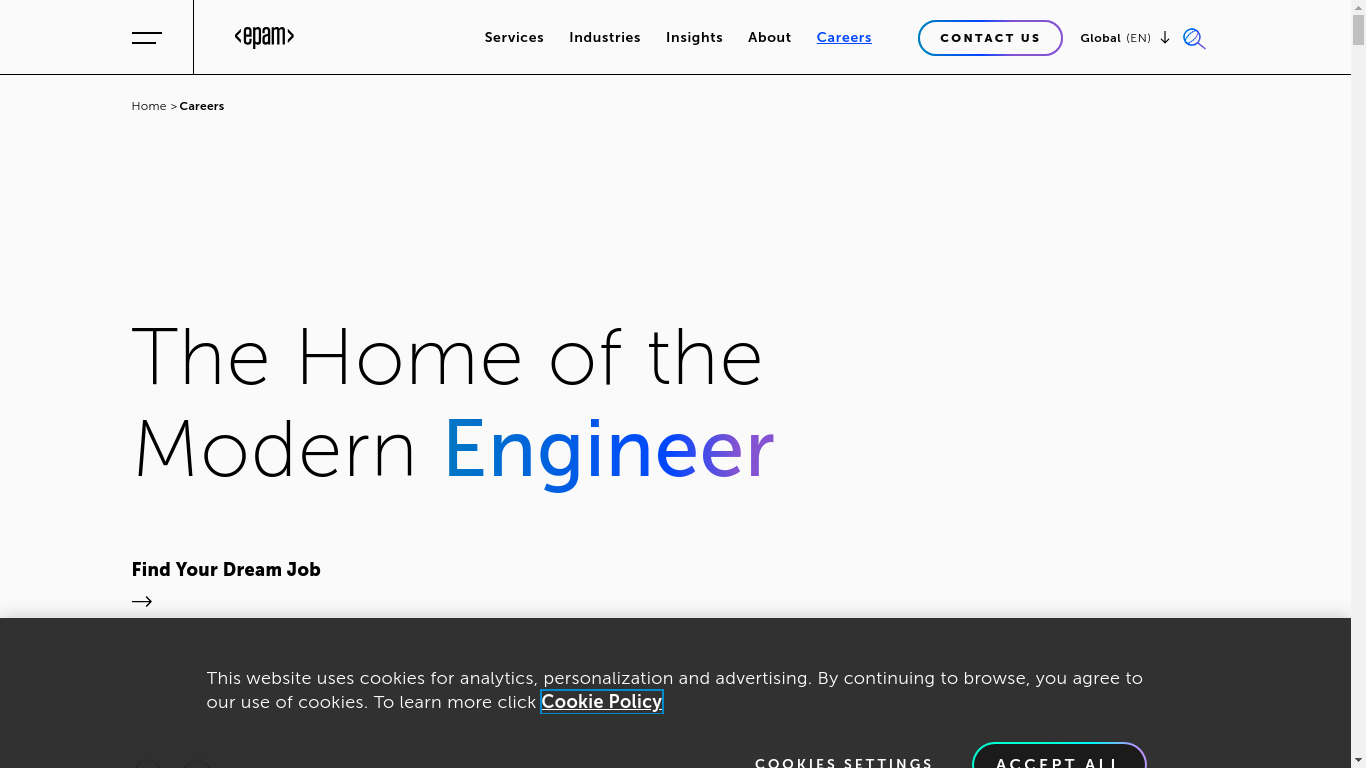 <epam>
Services
Industries
Insights
About
Careers
CONTACT US
Global (EN)
Home > Careers
The Home of the
Modern Engineer
Find Your Dream Job
This website uses cookies for analytics, personalization and advertising. By continuing to browse, you agree to
our use of cookies. To learn more click Cookie Policy
COOKIES SETTINGS
ACCEPT ALL